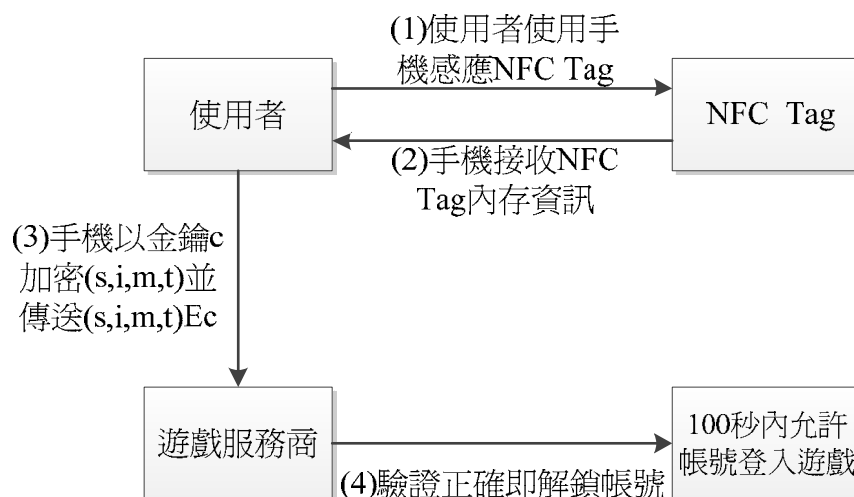 (1)使用者使用手
機感應NFC Tag
使用者
NFC Tag
(2)手機接收NFC
Tag內存資訊
(3)手機以金鑰c
加密(s,i,m,t)並
傳送(s,i,m,t)Ec
遊戲服務商
100秒內允許
帳號登入遊戲
(4)驗證正確即解鎖帳號